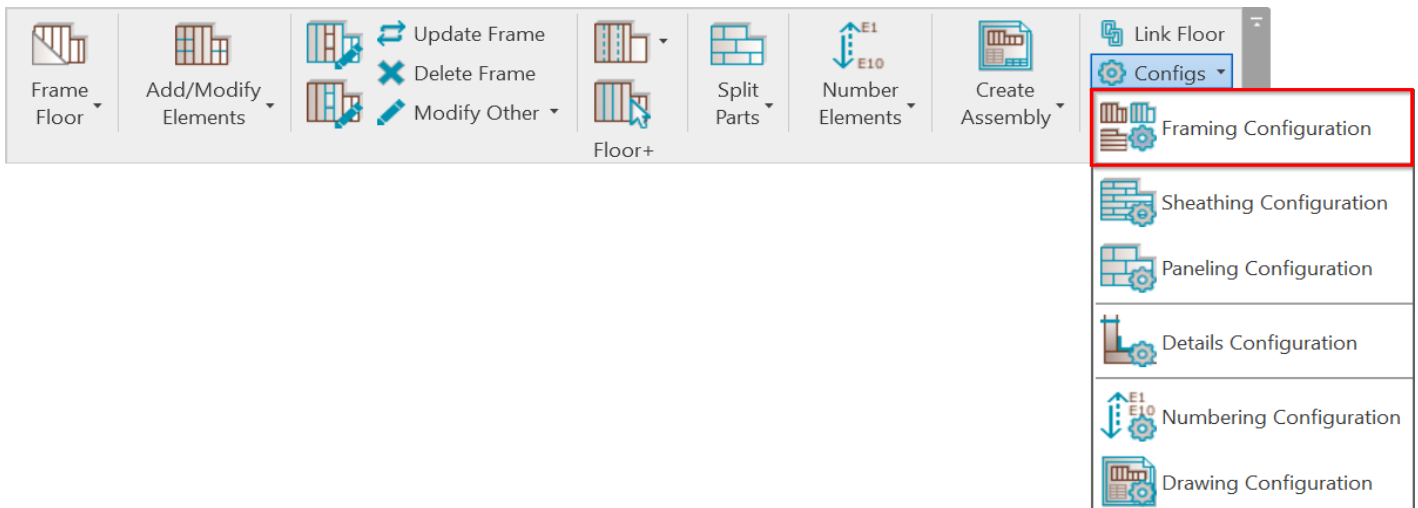 Frame
Floor
Add/Modify
Elements
Update Frame
Delete Frame
Modify Other
Split
Parts
E1
E10
Number
Elements
Create
Assembly
Link Floor
Configs
Floor+
Framing Configuration
Sheathing Configuration
Paneling Configuration
Details Configuration
E1
E10
Numbering Configuration
Drawing Configuration